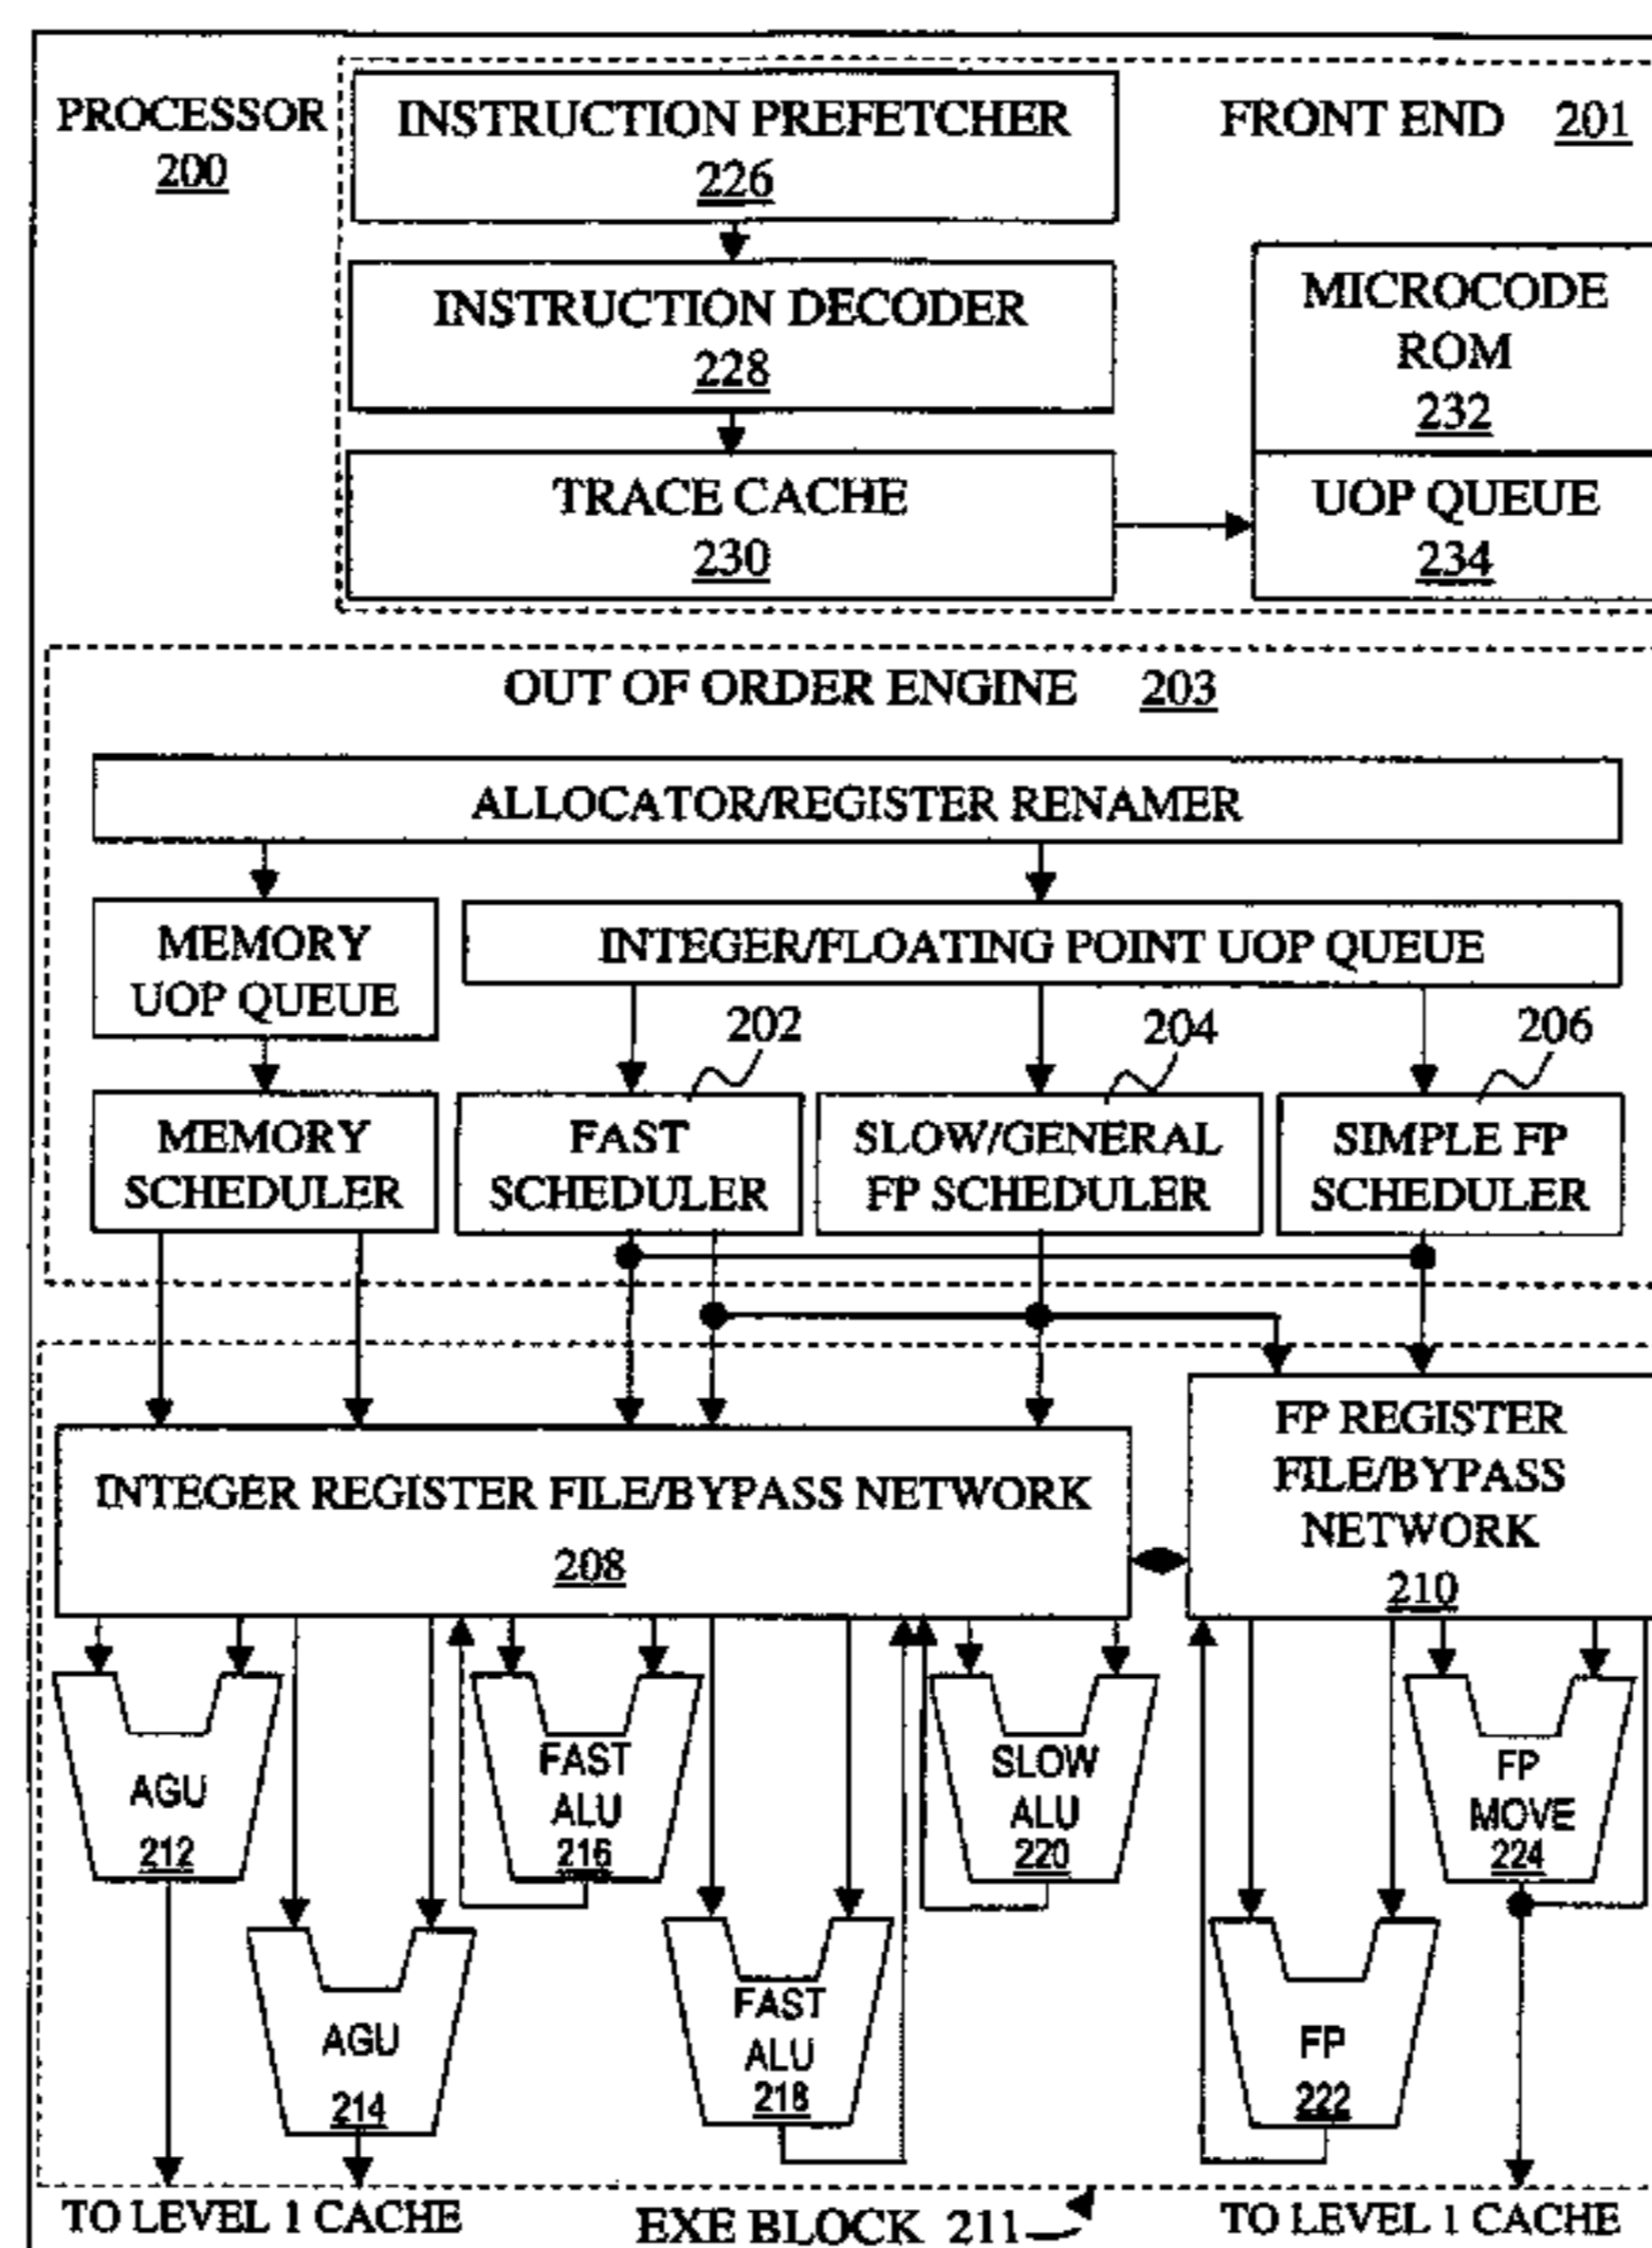 PROCESSOR
200
INSTRUCTION PREFETCHER
226
FRONT END 201
INSTRUCTION DECODER
228
MICROCODE
ROM
232
TRACE CACHE
230
UOP QUEUE
234
OUT OF ORDER ENGINE 203
ALLOCATOR/REGISTER RENAMER
MEMORY
UOP QUEUE
INTEGER/FLOATING POINT UOP QUEUE
202
204
206
MEMORY
SCHEDULER
FAST
SCHEDULER
SLOW/GENERAL
FP SCHEDULER
SIMPLE FP
SCHEDULER
INTEGER REGISTER FILE/BYPASS NETWORK
208
FP REGISTER
FILE/BYPASS
NETWORK
210
AGU
212
FAST
ALU
216
SLOW
ALU
220
FP
MOVE
224
AGU
214
FAST
ALU
218
FP
222
TO LEVEL 1 CACHE
EXE BLOCK 211
TO LEVEL 1 CACHE